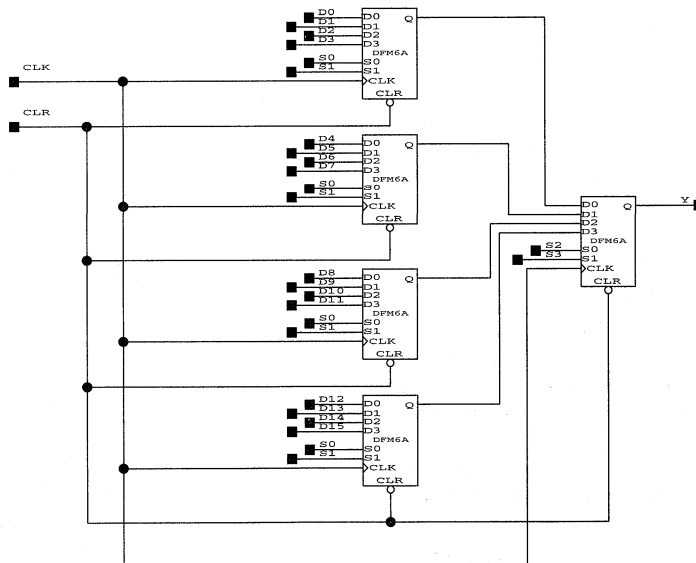 CLK
CLR
D0
D1
D2
D3
S0
S1
D0 Q
D1
D2
D3
DFM6A
S0
S1
CLK
CLR
D4
D5
D6
D7
S0
S1
D0 Q
D1
D2
D3
DFM6A
S0
S1
CLK
CLR
D8
D9
D10
D11
S0
S1
D0 Q
D1
D2
D3
DFM6A
S0
S1
CLK
CLR
D12
D13
D14
D15
S0
S1
D0 Q
D1
D2
D3
DFM6A
S0
S1
CLK
CLR
S2
S3
D0 Q Y
D1
D2
D3
DFM6A
S0
S1
CLK
CLR